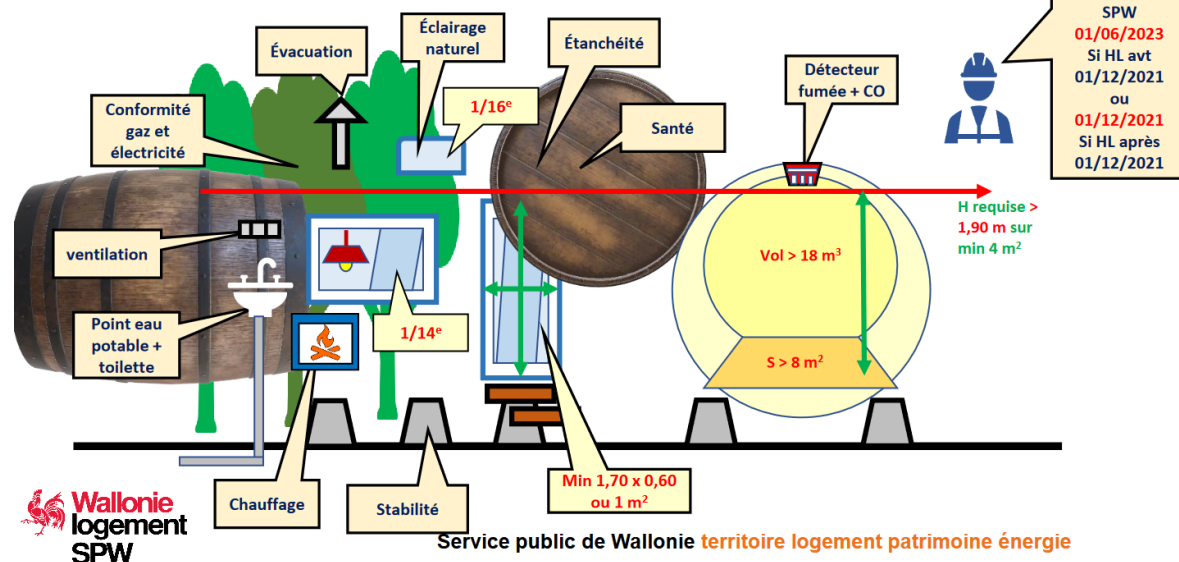 SPW
01/06/2023
Si HL avt
01/12/2021
ou
01/12/2021
Si HL après
01/12/2021
Évacuation
Éclairage
naturel
Étanchéité
Détecteur
fumée + CO
Conformité
gaz et
électricité
1/16e
Santé
H requise >
1,90 m sur
min 4 m²
ventilation
Vol > 18 m³
Point eau
potable +
toilette
1/14e
S > 8 m²
Chauffage
Stabilité
Min 1,70 x 0,60
ou 1 m²
Wallonie
logement
SPW
Service public de Wallonie territoire logement patrimoine énergie